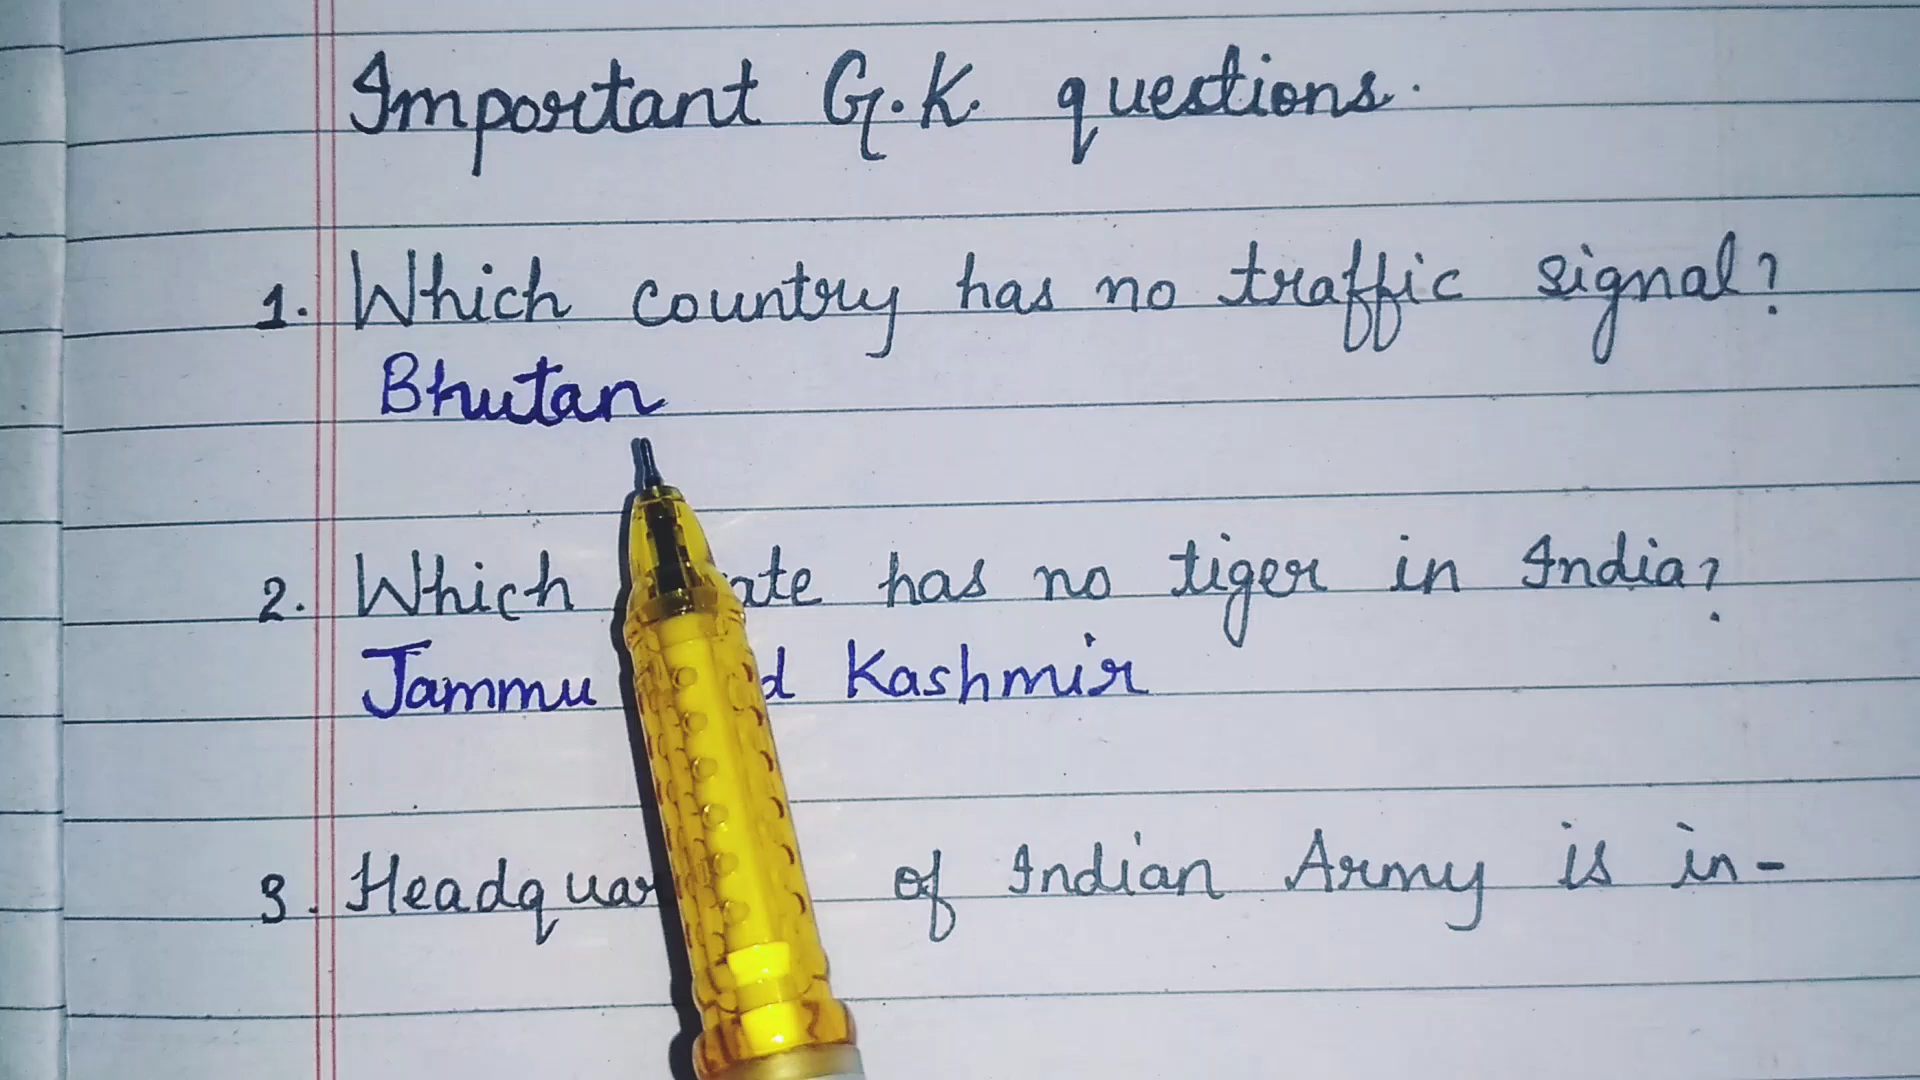 Important G.K. questions.
1. Which country has no traffic signal?
Bhutan
2. Which ate has no tiger in India?
Jammu d Kashmir
3. Headquar of Indian Army is in-